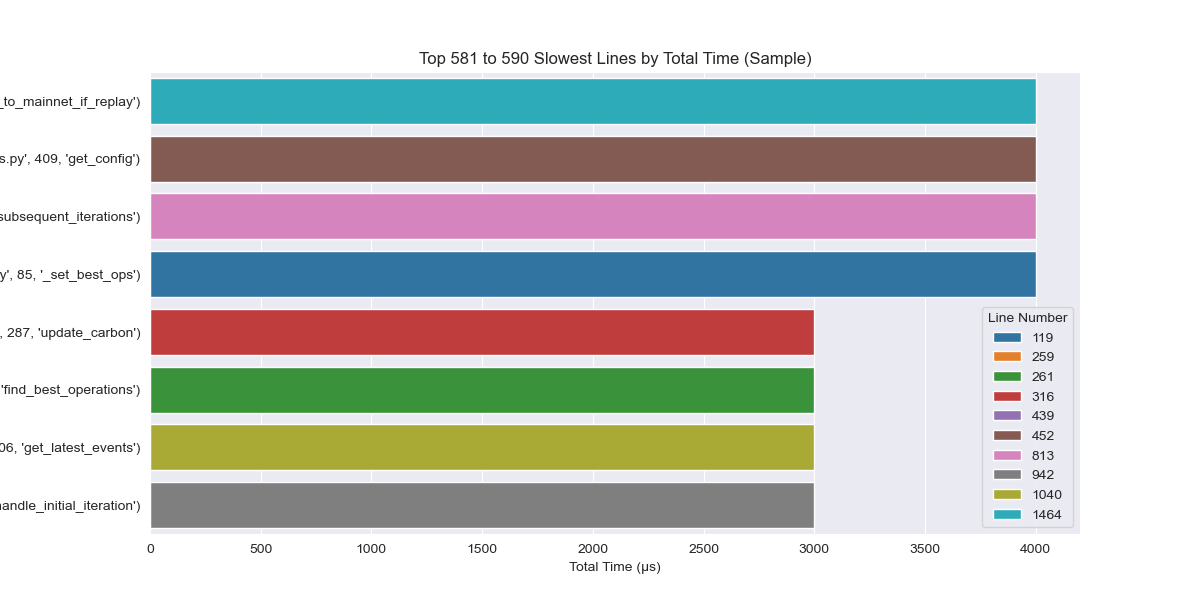 Top 581 to 590 Slowest Lines by Total Time (Sample)
_to_mainnet_if_replay')
s.py', 409, 'get_config')
subsequent_iterations')
y', 85, '_set_best_ops')
, 287, 'update_carbon')
'find_best_operations')
06, 'get_latest_events')
handle_initial_iteration')
Line Number
119
259
261
316
439
452
813
942
1040
1464
0 500 1000 1500 2000 2500 3000 3500 4000
Total Time (µs)